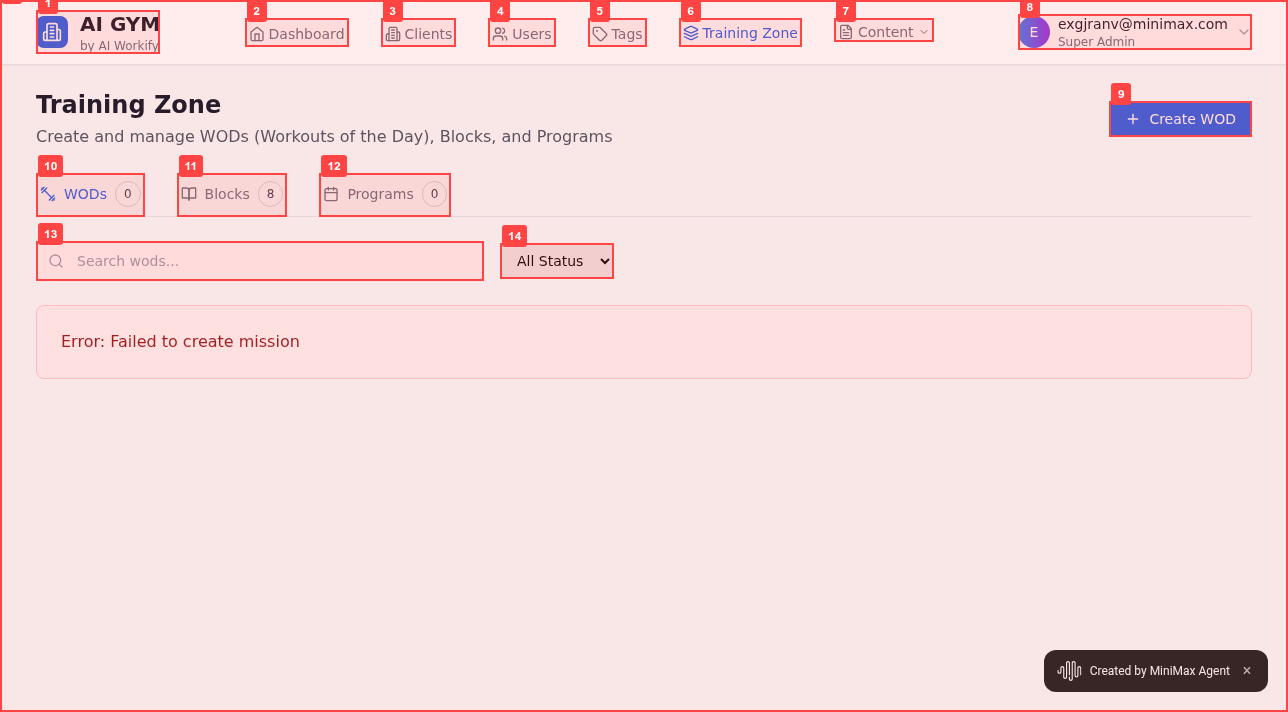 1
AI GYM
by AI Workify
2
Dashboard
3
Clients
4
Users
5
Tags
6
Training Zone
7
Content
8
E
exgjranv@minimax.com
Super Admin
Training Zone
Create and manage WODs (Workouts of the Day), Blocks, and Programs
9
Create WOD
10
WODs 0
11
Blocks 8
12
Programs 0
13
Search wods...
14
All Status
Error: Failed to create mission
Created by MiniMax Agent ×